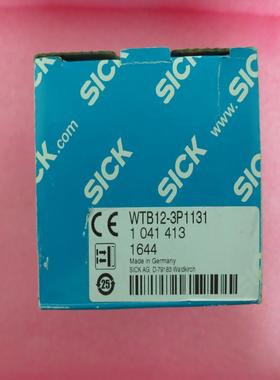 SICK
SICK
SICK
SICK
.com
www.
SICK
CE WTB12-3P1131
1 041 413
1644
Made in Germany
SICK AG, D-79183 Waldkirch
25